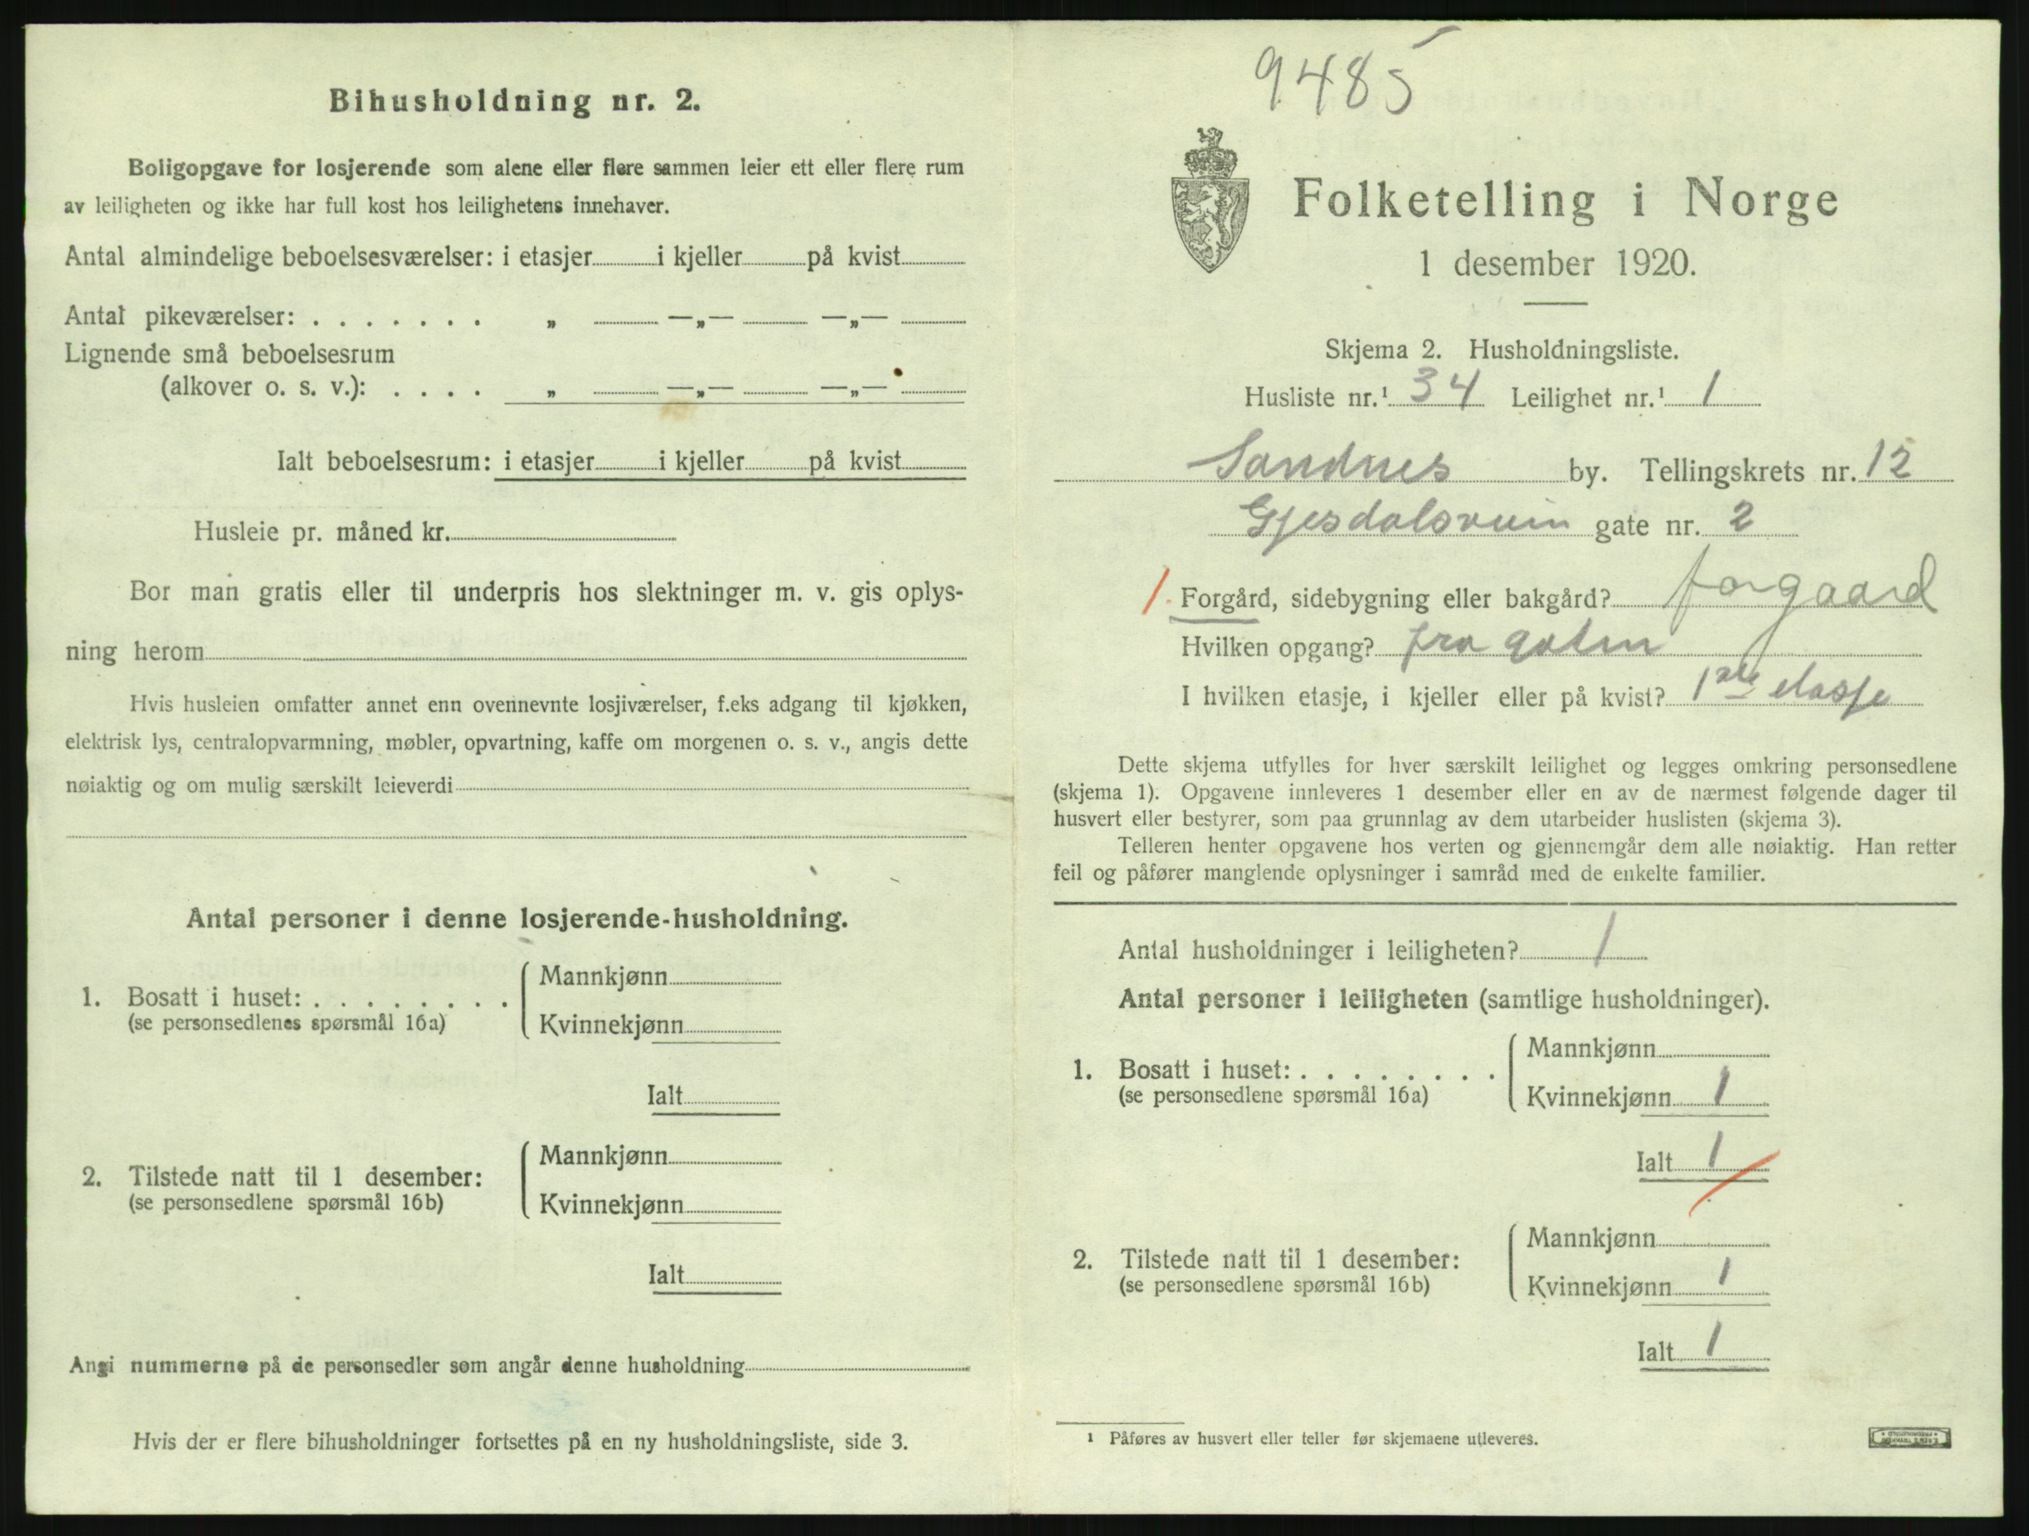 Bihusholdning nr. 2.
Boligopgave for losjerende som alene eller flere sammen leier ett eller flere rum
av leiligheten og ikke har full kost hos leilighetens innehaver.
Antal almindelige beboelsesværelser: i etasjer i kjeller på kvist
Antal pikeværelser: . . . . . . . „ —„— —„—
Lignende små beboelsesrum
(alkover o. s. v.): . . . . „ —„— —„—
Ialt beboelsesrum: i etasjer i kjeller på kvist
Husleie pr. måned kr.
Bor man gratis eller til underpris hos slektninger m. v. gis oplys-
ning herom
Hvis husleien omfatter annet enn ovennevnte losjiværelser, f.eks adgang til kjøkken,
elektrisk lys, centralopvarmning, møbler, opvartning, kaffe om morgenen o. s. v., angis dette
nøiaktig og om mulig særskilt leieverdi
Antal personer i denne losjerende-husholdning.
1. Bosatt i huset: . . . . . . . .
(se personsedlenes spørsmål 16a)
Mannkjønn
Kvinnekjønn
Ialt
2. Tilstede natt til 1 desember:
(se personsedlene spørsmål 16b)
Mannkjønn
Kvinnekjønn
Ialt
Angi nummerne på de personsedler som angår denne husholdning
Hvis der er flere bihusholdninger fortsettes på en ny husholdningsliste, side 3.
9485
Folketelling i Norge
1 desember 1920.
Skjema 2. Husholdningsliste.
Husliste nr.¹ 34 Leilighet nr.¹ 1
Sandnes by. Tellingskrets nr. 12
Gjesdalsveien gate nr. 2
1. Forgård, sidebygning eller bakgård? forgaard
Hvilken opgang? fra gaten
I hvilken etasje, i kjeller eller på kvist? 1ste etasje
Dette skjema utfylles for hver særskilt leilighet og legges omkring personsedlene
(skjema 1). Opgavene innleveres 1 desember eller en av de nærmest følgende dager til
husvert eller bestyrer, som paa grunnlag av dem utarbeider huslisten (skjema 3).
Telleren henter opgavene hos verten og gjennemgår dem alle nøiaktig. Han retter
feil og påfører manglende oplysninger i samråd med de enkelte familier.
Antal husholdninger i leiligheten? 1
Antal personer i leiligheten (samtlige husholdninger).
1. Bosatt i huset: . . . . . . . .
(se personsedlene spørsmål 16a)
Mannkjønn
Kvinnekjønn 1
Ialt 1
2. Tilstede natt til 1 desember:
(se personsedlene spørsmål 16b)
Mannkjønn
Kvinnekjønn 1
Ialt 1
¹ Påføres av husvert eller teller før skjemaene utleveres.